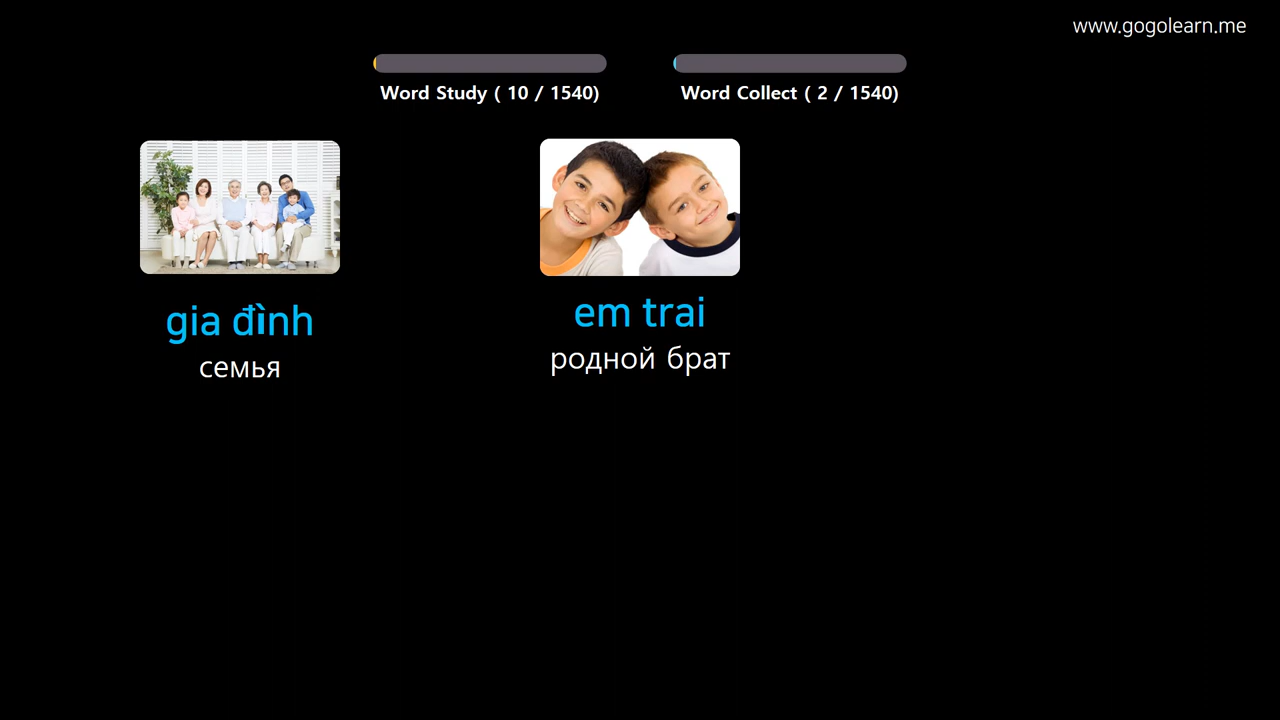 www.gogolearn.me
Word Study ( 10 / 1540)
Word Collect ( 2 / 1540)
gia đình
семья
em trai
родной брат